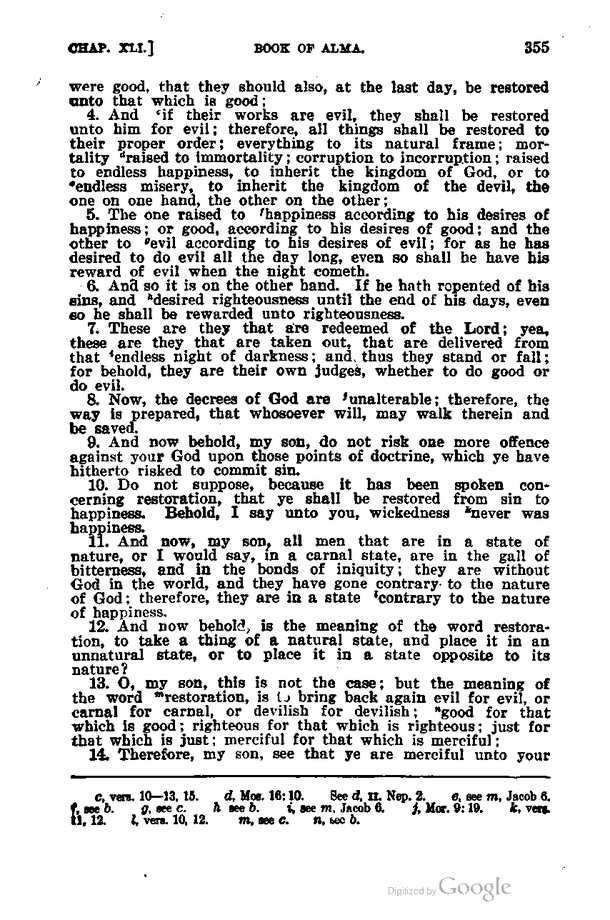 CHAP. XLI.] BOOK OF ALMA. 355
were good, that they should also, at the last day, be restored
unto that which is good;
4. And cif their works are evil, they shall be restored
unto him for evil; therefore, all things shall be restored to
their proper order; everything to its natural frame; mor-
tality draised to immortality; corruption to incorruption; raised
to endless happiness, to inherit the kingdom of God, or to
eendless misery, to inherit the kingdom of the devil, the
one on one hand, the other on the other;
5. The one raised to fhappiness according to his desires of
happiness; or good, according to his desires of good; and the
other to gevil according to his desires of evil; for as he has
desired to do evil all the day long, even so shall he have his
reward of evil when the night cometh.
6. And so it is on the other hand. If he hath repented of his
sins, and hdesired righteousness until the end of his days, even
so he shall be rewarded unto righteousness.
7. These are they that are redeemed of the Lord; yea,
these are they that are taken out, that are delivered from
that iendless night of darkness; and thus they stand or fall;
for behold, they are their own judges, whether to do good or
do evil.
8. Now, the decrees of God are junalterable; therefore, the
way is prepared, that whosoever will, may walk therein and
be saved.
9. And now behold, my son, do not risk one more offence
against your God upon those points of doctrine, which ye have
hitherto risked to commit sin.
10. Do not suppose, because it has been spoken con-
cerning restoration, that ye shall be restored from sin to
happiness. Behold, I say unto you, wickedness knever was
happiness.
11. And now, my son, all men that are in a state of
nature, or I would say, in a carnal state, are in the gall of
bitterness, and in the bonds of iniquity; they are without
God in the world, and they have gone contrary to the nature
of God; therefore, they are in a state lcontrary to the nature
of happiness.
12. And now behold, is the meaning of the word restora-
tion, to take a thing of a natural state, and place it in an
unnatural state, or to place it in a state opposite to its
nature?
13. O, my son, this is not the case; but the meaning of
the word mrestoration, is to bring back again evil for evil, or
carnal for carnal, or devilish for devilish; ngood for that
which is good; righteous for that which is righteous; just for
that which is just; merciful for that which is merciful;
14. Therefore, my son, see that ye are merciful unto your
c, vers. 10—13, 15. d, Mos. 16:10. See d, II. Nep. 2. e, see m, Jacob 6.
f, see b. g, see c. h see b. i, see m, Jacob 6. j, Mor. 9:19. k, vers.
11, 12. l, vers. 10, 12. m, see c. n, see b.
Digitized by Google